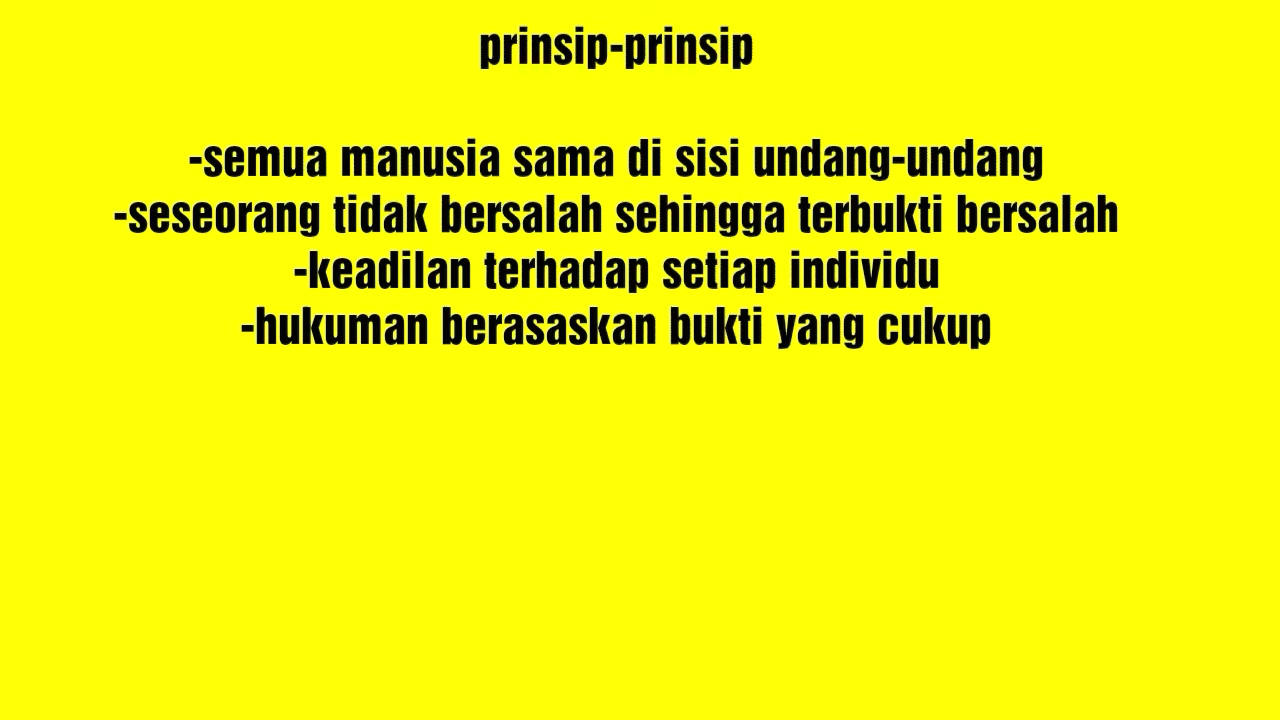 prinsip-prinsip
-semua manusia sama di sisi undang-undang
-seseorang tidak bersalah sehingga terbukti bersalah
-keadilan terhadap setiap individu
-hukuman berasaskan bukti yang cukup